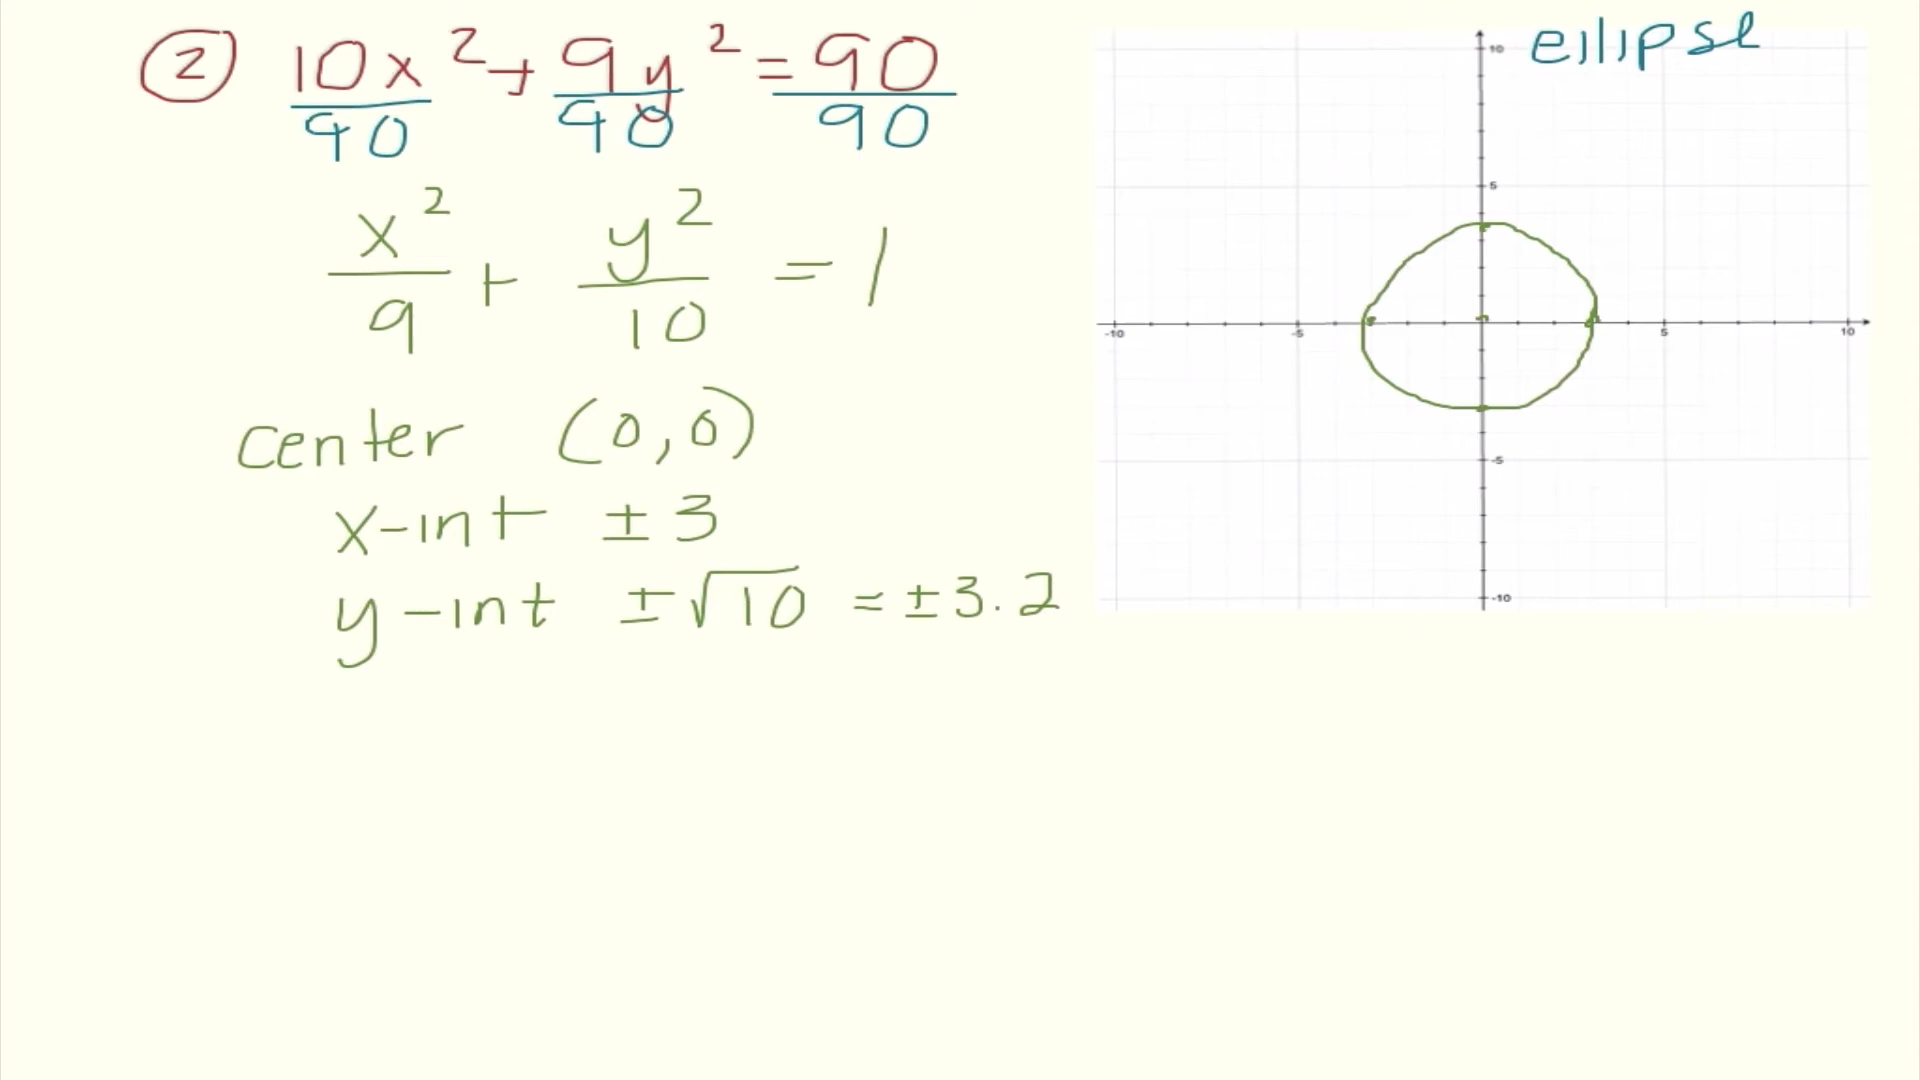 ② 10x² + 9y² = 90
90 90 90
x² + y² = 1
9 10
center (0,0)
x-int ±3
y-int ±√10 = ±3.2
ellipse
10
5
-10 -5 5 10
-5
-10